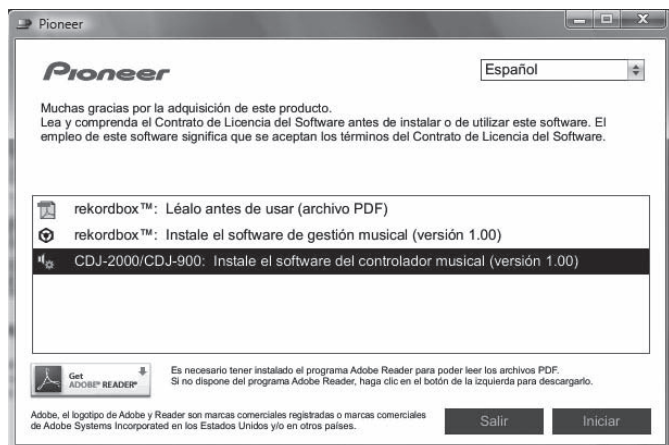 Pioneer
Pioneer
Español
Muchas gracias por la adquisición de este producto.
Lea y comprenda el Contrato de Licencia del Software antes de instalar o de utilizar este software. El
empleo de este software significa que se aceptan los términos del Contrato de Licencia del Software.
rekordbox™: Léalo antes de usar (archivo PDF)
rekordbox™: Instale el software de gestión musical (versión 1.00)
CDJ-2000/CDJ-900: Instale el software del controlador musical (versión 1.00)
Get
ADOBE® READER®
Es necesario tener instalado el programa Adobe Reader para poder leer los archivos PDF.
Si no dispone del programa Adobe Reader, haga clic en el botón de la izquierda para descargarlo.
Adobe, el logotipo de Adobe y Reader son marcas comerciales registradas o marcas comerciales
de Adobe Systems Incorporated en los Estados Unidos y/o en otros países.
Salir
Iniciar